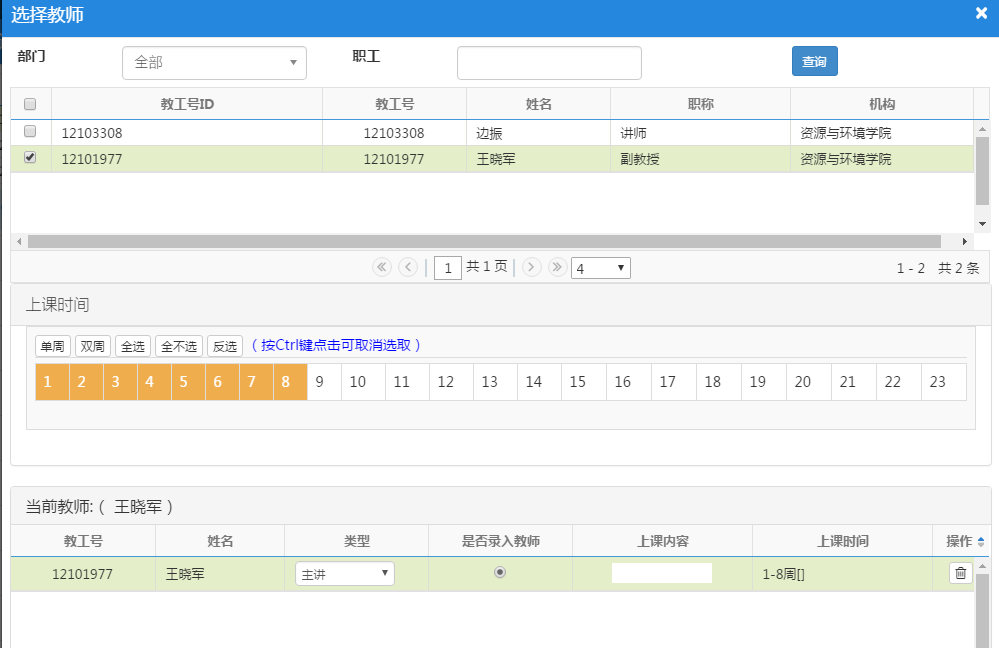 选择教师
部门 全部 职工 查询
教工号ID 教工号 姓名 职称 机构
12103308 12103308 边振 讲师 资源与环境学院
12101977 12101977 王晓军 副教授 资源与环境学院
1 共 1 页 4 1 - 2 共 2 条
上课时间
单周 双周 全选 全不选 反选 （ 按Ctrl键点击可取消选取 ）
1 2 3 4 5 6 7 8 9 10 11 12 13 14 15 16 17 18 19 20 21 22 23
当前教师:（ 王晓军 ）
教工号 姓名 类型 是否录入教师 上课内容 上课时间 操作
12101977 王晓军 主讲 1-8周[]